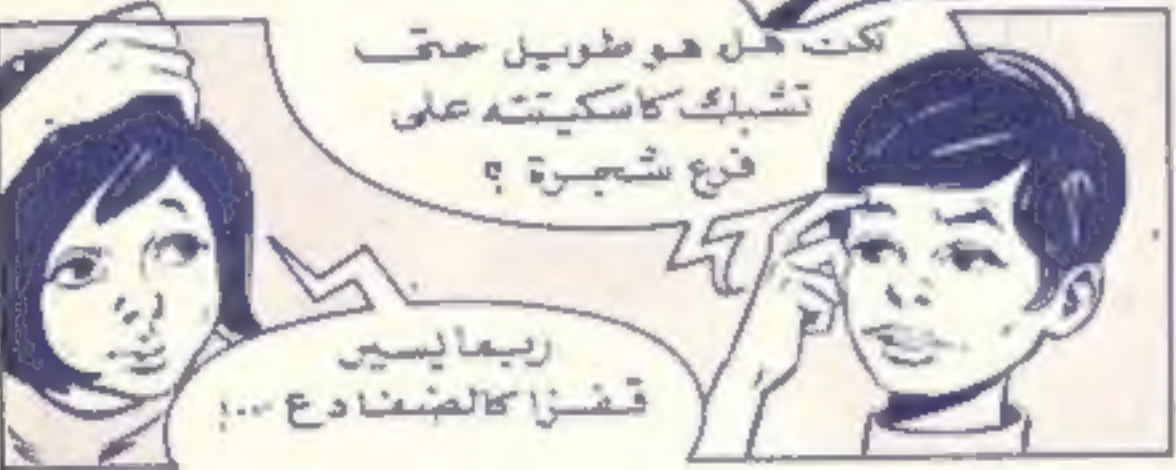 لكن هل هو طويل حتى
تشبك كاسكيتته على
فرع شجرة ؟
ربما يسير
قفزا كالضفادع ...!